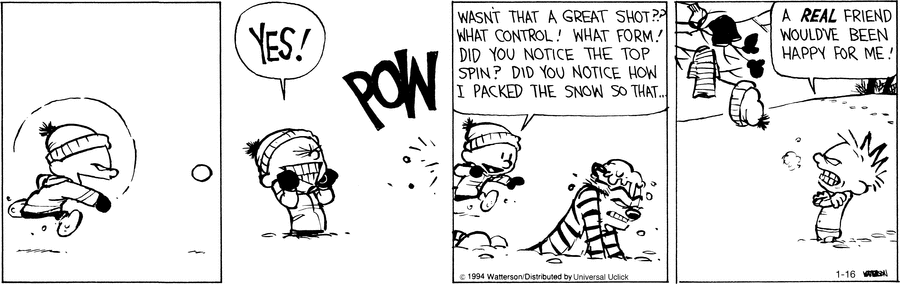 YES!
POW
WASN'T THAT A GREAT SHOT??
WHAT CONTROL! WHAT FORM!
DID YOU NOTICE THE TOP
SPIN? DID YOU NOTICE HOW
I PACKED THE SNOW SO THAT...
© 1994 Watterson/Distributed by Universal Uclick
A REAL FRIEND
WOULD'VE BEEN
HAPPY FOR ME!
1-16 WATTERSON